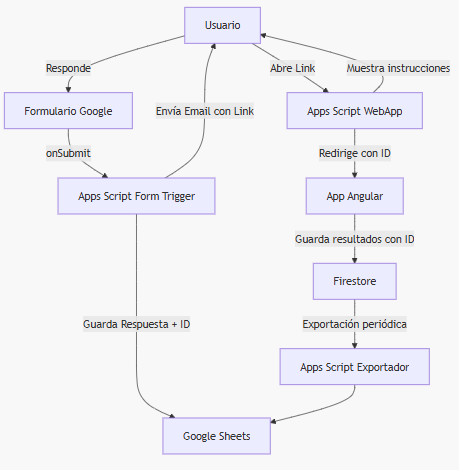 Usuario
Responde
Abre Link
Muestra instrucciones
Formulario Google
Envía Email con Link
Apps Script WebApp
onSubmit
Redirige con ID
Apps Script Form Trigger
App Angular
Guarda resultados con ID
Firestore
Guarda Respuesta + ID
Exportación periódica
Apps Script Exportador
Google Sheets